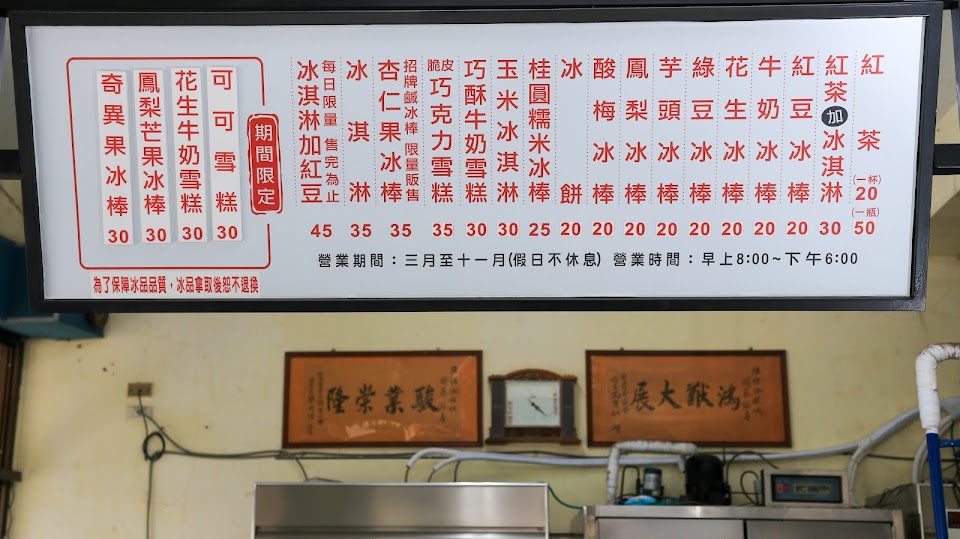 紅茶 (一杯) 20 (一瓶) 50
紅茶加冰淇淋 30
紅豆冰棒 20
牛奶冰棒 20
花生冰棒 20
綠豆冰棒 20
芋頭冰棒 20
鳳梨冰棒 20
酸梅冰棒 20
冰餅 20
桂圓糯米冰棒 25
玉米冰淇淋 30
巧酥牛奶雪糕 30
脆皮巧克力雪糕 35
招牌鹹冰棒 限量販售
杏仁果冰棒 35
冰淇淋 35
每日限量 售完為止
冰淇淋加紅豆 45
期間限定
可可雪糕 30
花生牛奶雪糕 30
鳳梨芒果冰棒 30
奇異果冰棒 30
營業期間：三月至十一月(假日不休息) 營業時間：早上8:00~下午6:00
為了保障冰品品質，冰品拿取後恕不退換
鴻猷大展
駿業崇隆